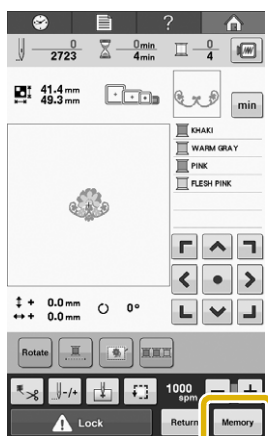 ?
0
2723
0min
4min
0
4
41.4 mm
49.3 mm
min
KHAKI
WARM GRAY
PINK
FLESH PINK
+ 0.0 mm
+ 0.0 mm
0°
Rotate
-/+
1000
spm
− +
Lock
Return
Memory